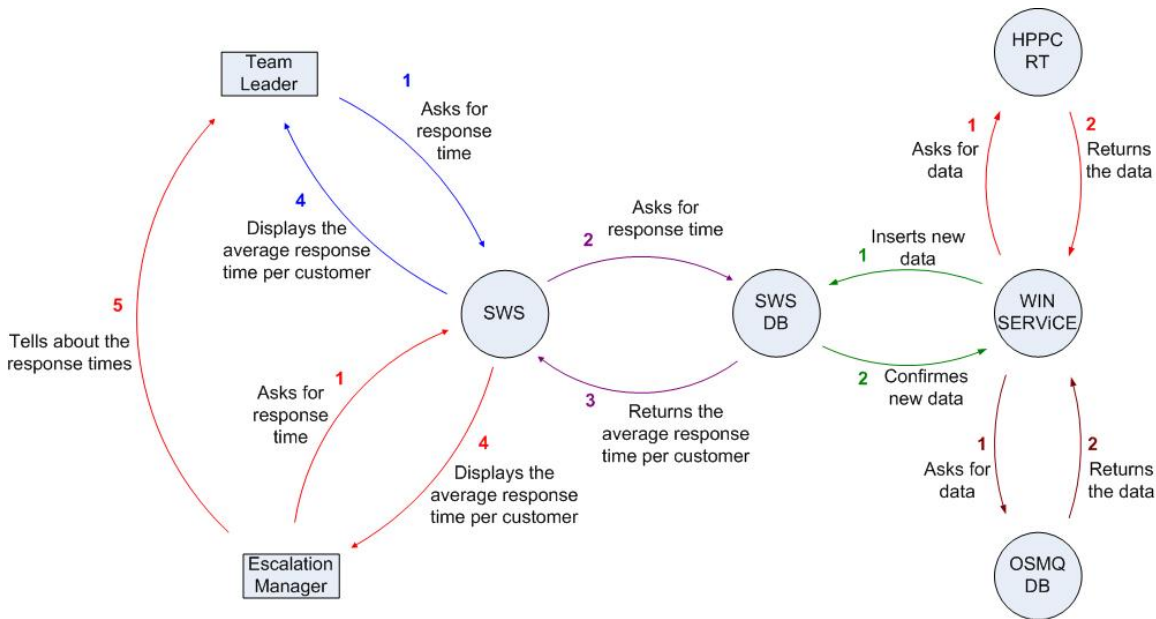 Team
Leader
1
Asks for
response
time
4
Displays the
average response
time per customer
5
Tells about the
response times
1
Asks for
response
time
4
Displays the
average response
time per customer
Escalation
Manager
SWS
2
Asks for
response time
3
Returns the
average response
time per customer
SWS
DB
1
Inserts new
data
2
Confirmes
new data
WIN
SERViCE
HPPC
RT
1
Asks for
data
2
Returns
the data
1
Asks for
data
2
Returns
the data
OSMQ
DB